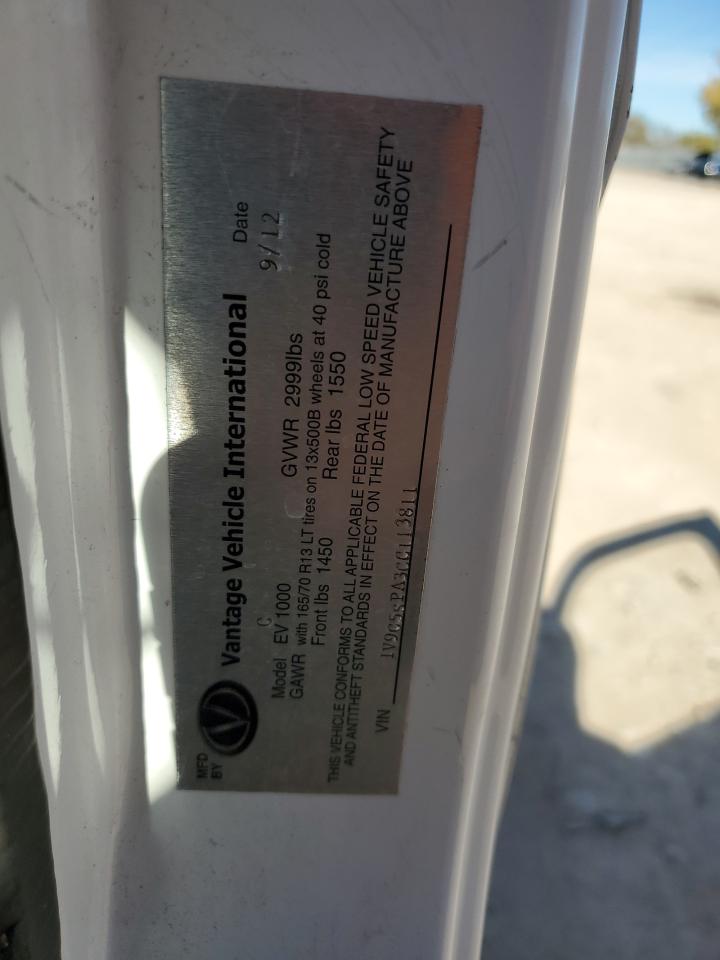 MFD
BY
Vantage Vehicle International
Date
9/12
C
Model EV 1000 GVWR 2999lbs
GAWR with 165/70 R13 LT tires on 13x500B wheels at 40 psi cold
Front lbs 1450 Rear lbs 1550
THIS VEHICLE CONFORMS TO ALL APPLICABLE FEDERAL LOW SPEED VEHICLE SAFETY
AND ANTITHEFT STANDARDS IN EFFECT ON THE DATE OF MANUFACTURE ABOVE
VIN